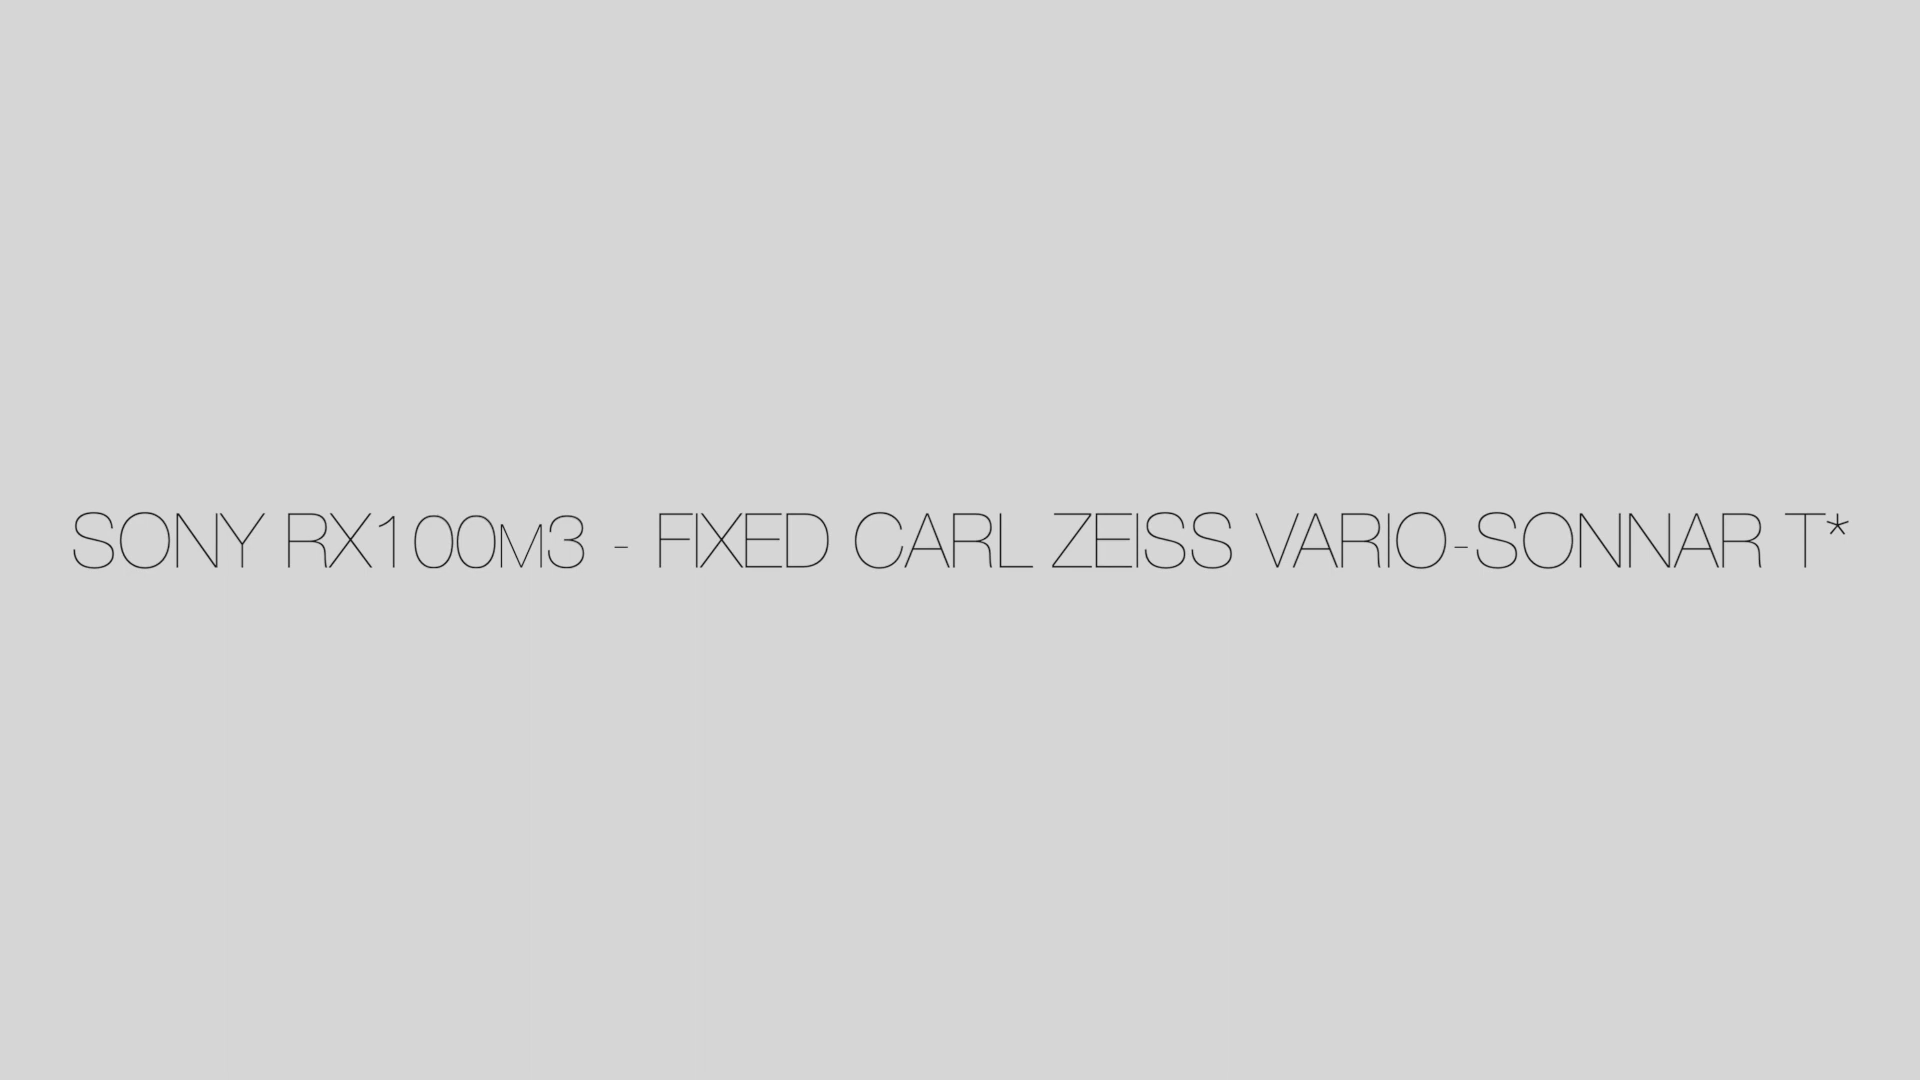 SONY RX100M3 - FIXED CARL ZEISS VARIO-SONNAR T*